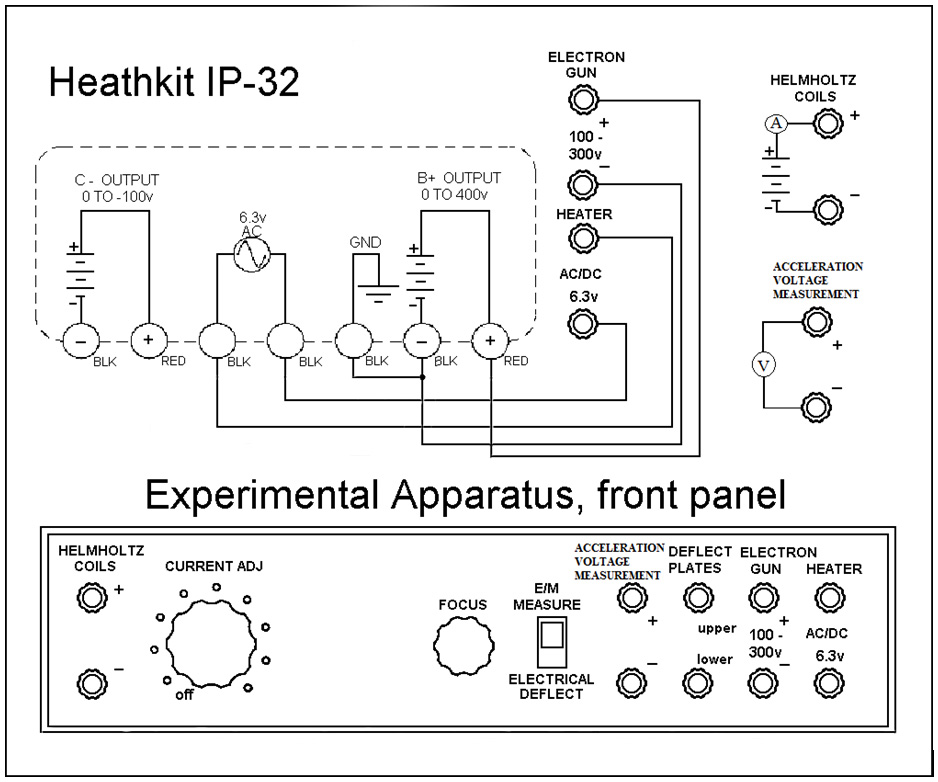 Heathkit IP-32
ELECTRON
GUN
+
100 -
300v
−
HEATER
AC/DC
6.3v
HELMHOLTZ
COILS
A
+
+
-
−
ACCELERATION
VOLTAGE
MEASUREMENT
V
+
−
C - OUTPUT
0 TO -100v
+
-
6.3v
AC
GND
B+ OUTPUT
0 TO 400v
+
-
−
BLK
+
RED
BLK
BLK
BLK
−
BLK
+
RED
Experimental Apparatus, front panel
HELMHOLTZ
COILS
+
−
CURRENT ADJ
off
FOCUS
E/M
MEASURE
ELECTRICAL
DEFLECT
ACCELERATION
VOLTAGE
MEASUREMENT
+
−
DEFLECT
PLATES
upper
lower
ELECTRON
GUN
+
100 -
300v
−
HEATER
AC/DC
6.3v